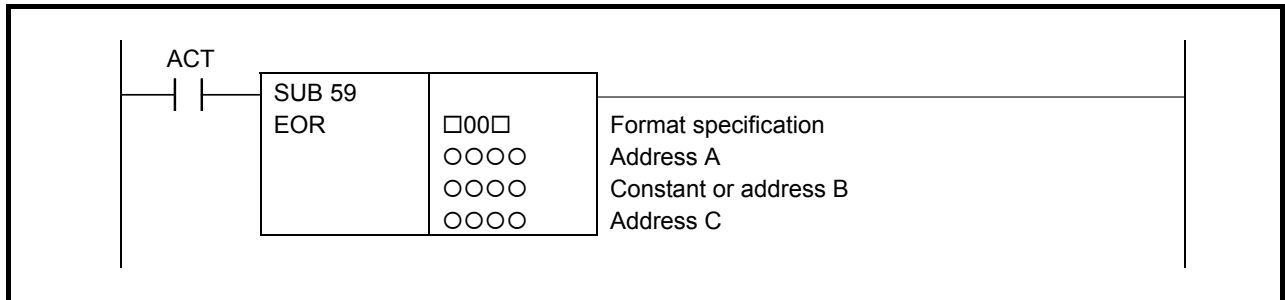 ACT
SUB 59
EOR □00□ Format specification
○○○○ Address A
○○○○ Constant or address B
○○○○ Address C